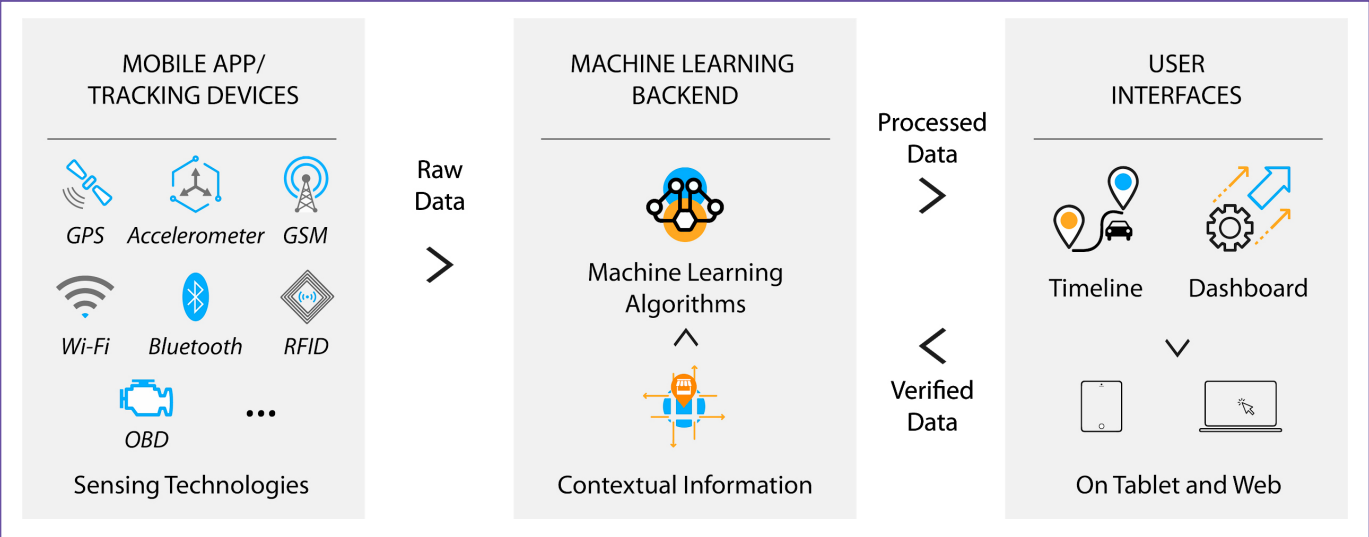 MOBILE APP/
TRACKING DEVICES
GPS
Accelerometer
GSM
Wi-Fi
Bluetooth
RFID
OBD
...
Sensing Technologies
Raw
Data
MACHINE LEARNING
BACKEND
Machine Learning
Algorithms
Contextual Information
Processed
Data
Verified
Data
USER
INTERFACES
Timeline
Dashboard
On Tablet and Web